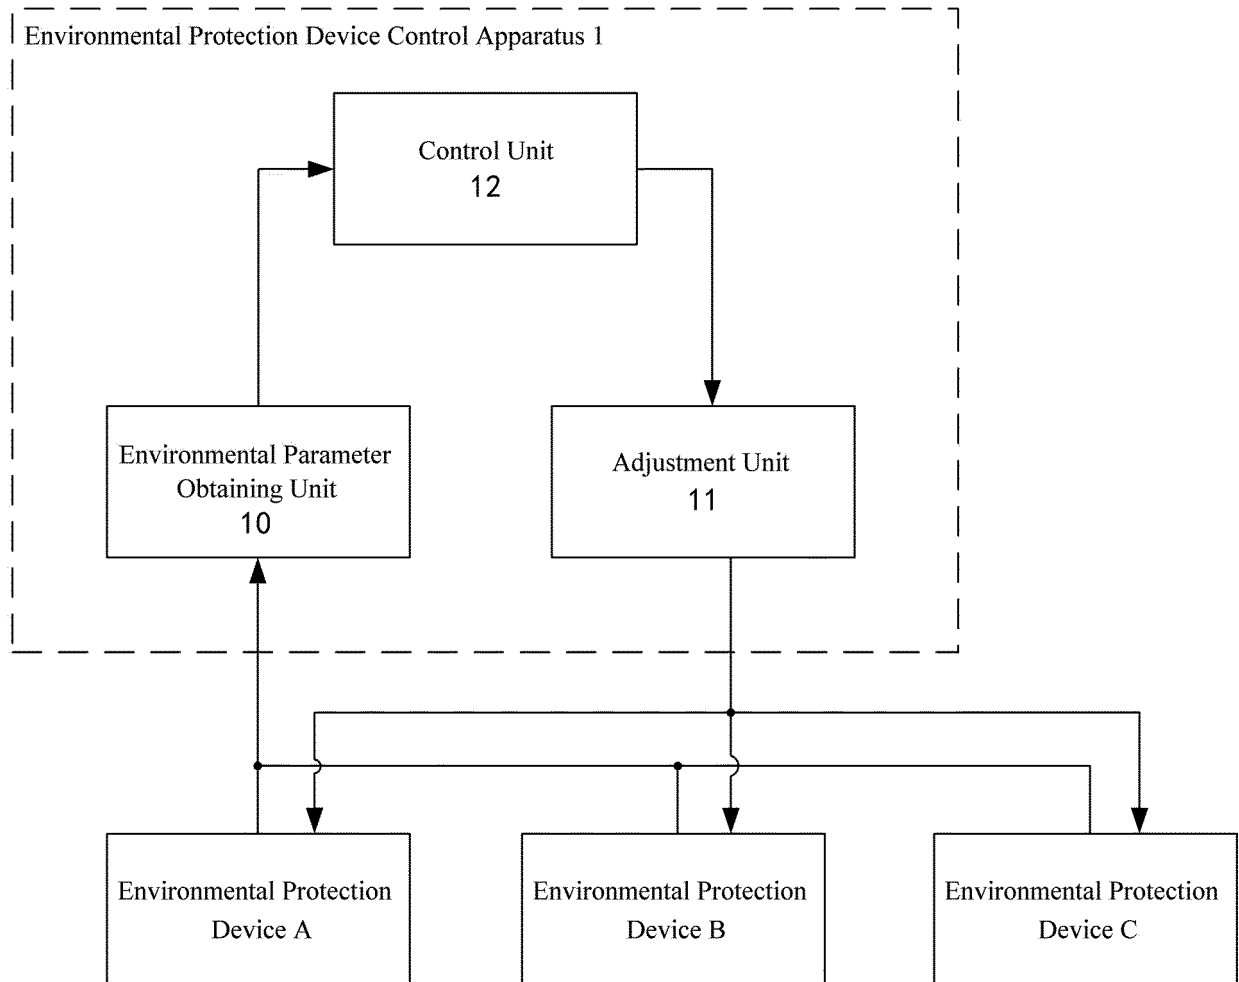 Environmental Protection Device Control Apparatus 1
Control Unit
12
Environmental Parameter
Obtaining Unit
10
Adjustment Unit
11
Environmental Protection
Device A
Environmental Protection
Device B
Environmental Protection
Device C